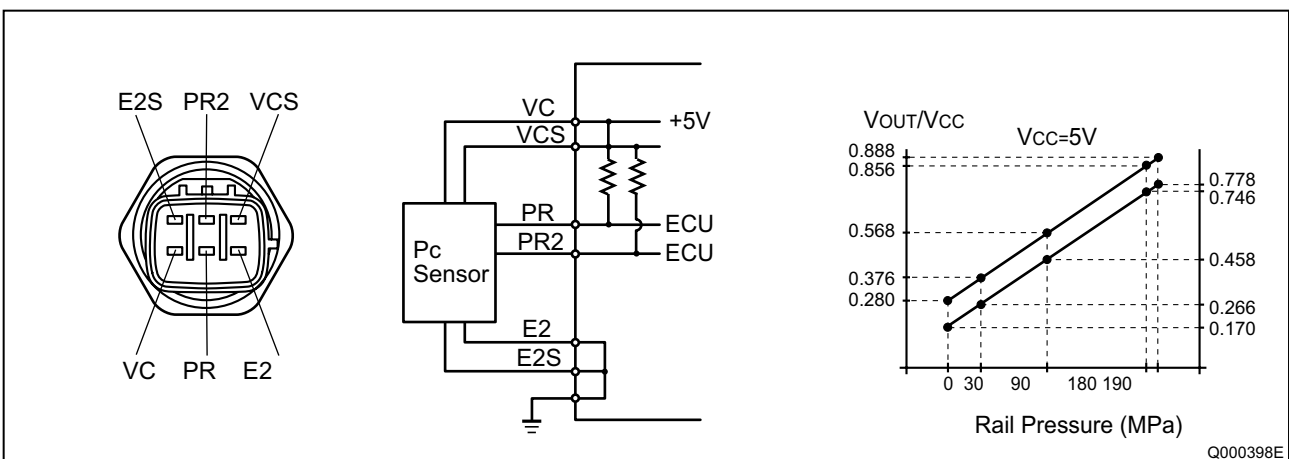 E2S PR2 VCS
VC PR E2
VC
+5V
VCS
PR
ECU
PR2
ECU
Pc
Sensor
E2
E2S
VOUT/VCC
VCC=5V
0.888
0.856
0.568
0.376
0.280
0.778
0.746
0.458
0.266
0.170
0 30 90 180 190
Rail Pressure (MPa)
Q000398E